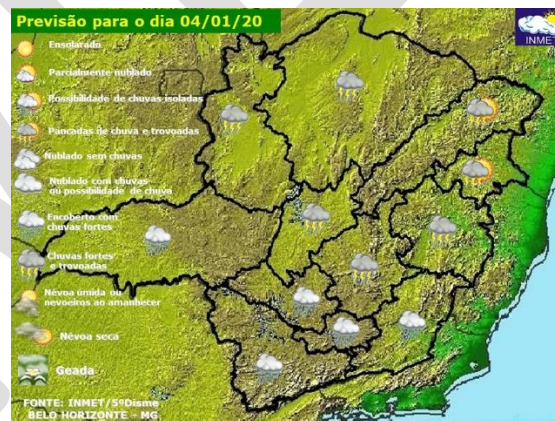 Previsão para o dia 04/01/20
INMET
Ensolarado
Parcialmente nublado
Possibilidade de chuvas isoladas
Pancadas de chuva e trovoadas
Nublado sem chuvas
Nublado com chuvas
ou possibilidade de chuva
Encoberto com
chuvas fortes
Chuvas fortes
e trovoadas
Névoa úmida ou
nevoeiros ao amanhecer
Névoa seca
Geada
FONTE: INMET/5ºDisme
BELO HORIZONTE - MG